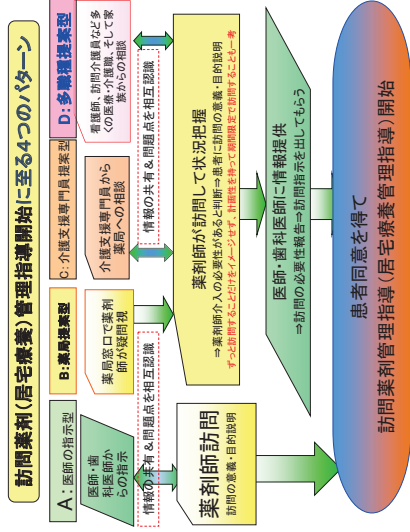 訪問薬剤(居宅療養)管理指導開始に至る4つのパターン
A:医師の指示型
B:薬局提案型
C:介護支援専門員提案型
D:多職種提案型
医師・歯
科医師か
らの指示
薬局窓口で薬剤
師が疑問視
介護支援専門員から
薬局への相談
看護師、訪問介護員など多
くの医療・介護職、そして家
族からの相談
情報の共有&問題点を相互認識
情報の共有&問題点を相互認識
薬剤師訪問
訪問の意義・目的説明
薬剤師が訪問して状況把握
⇒薬剤師介入の必要性があると判断⇒患者に訪問の意義・目的説明
ずっと訪問することだけをイメージせず、計画性を持って期間限定で訪問することも一考
医師・歯科医師に情報提供
⇒訪問の必要性報告⇒訪問指示を出してもらう
患者同意を得て
訪問薬剤管理指導(居宅療養管理指導)開始